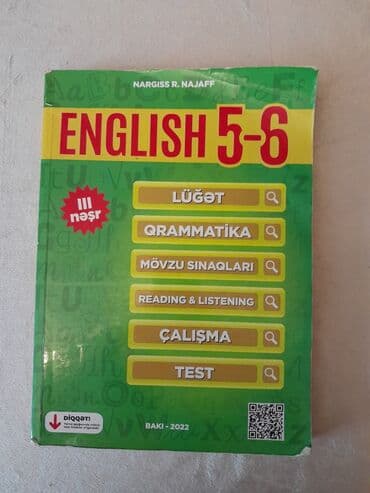 NARGISS R. NAJAFF
ENGLISH 5-6
III
nəşr
LÜĞƏT
QRAMMATİKA
MÖVZU SINAQLARI
READING & LISTENING
ÇALIŞMA
TEST
DİQQƏT!
BAKI - 2022